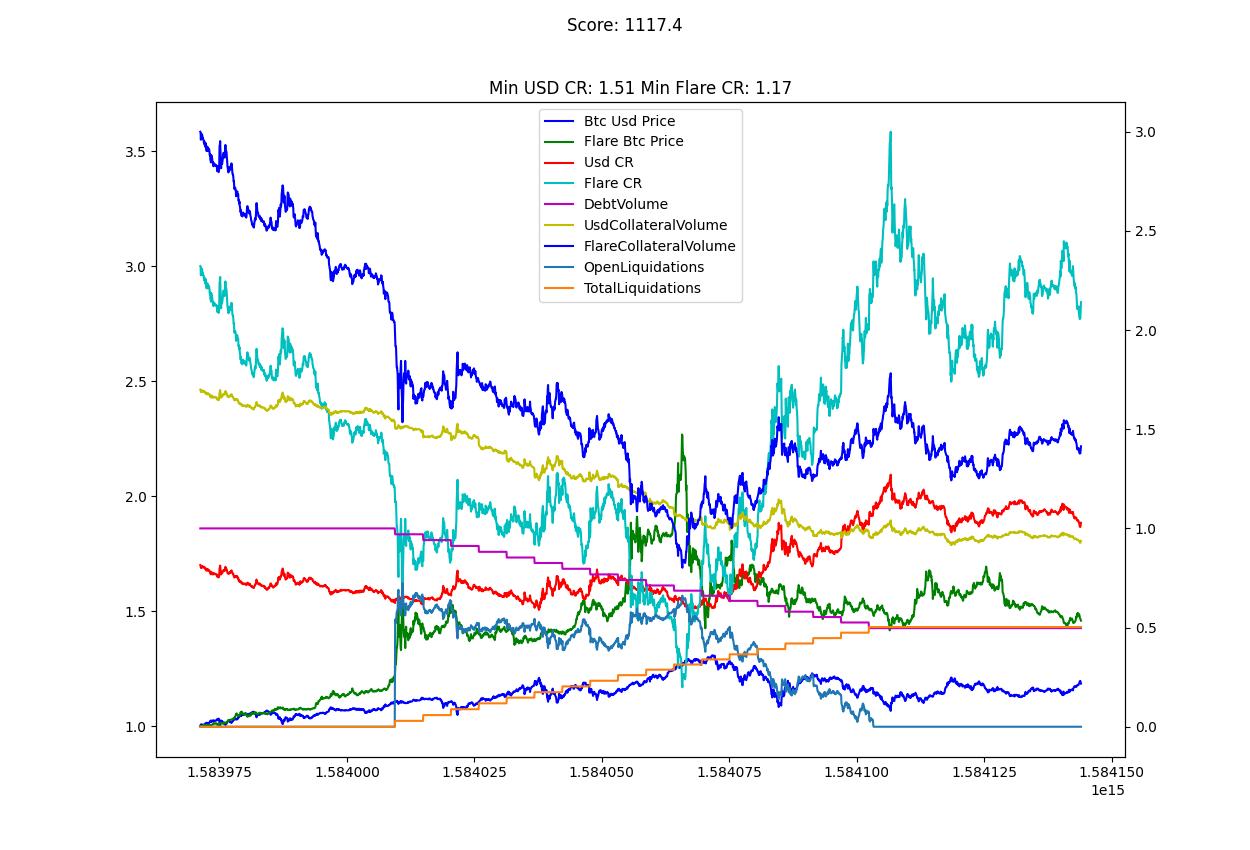 Score: 1117.4
Min USD CR: 1.51 Min Flare CR: 1.17
Btc Usd Price
Flare Btc Price
Usd CR
Flare CR
DebtVolume
UsdCollateralVolume
FlareCollateralVolume
OpenLiquidations
TotalLiquidations
3.5
3.0
2.5
2.0
1.5
1.0
3.0
2.5
2.0
1.5
1.0
0.5
0.0
1.583975 1.584000 1.584025 1.584050 1.584075 1.584100 1.584125 1.584150
1e15